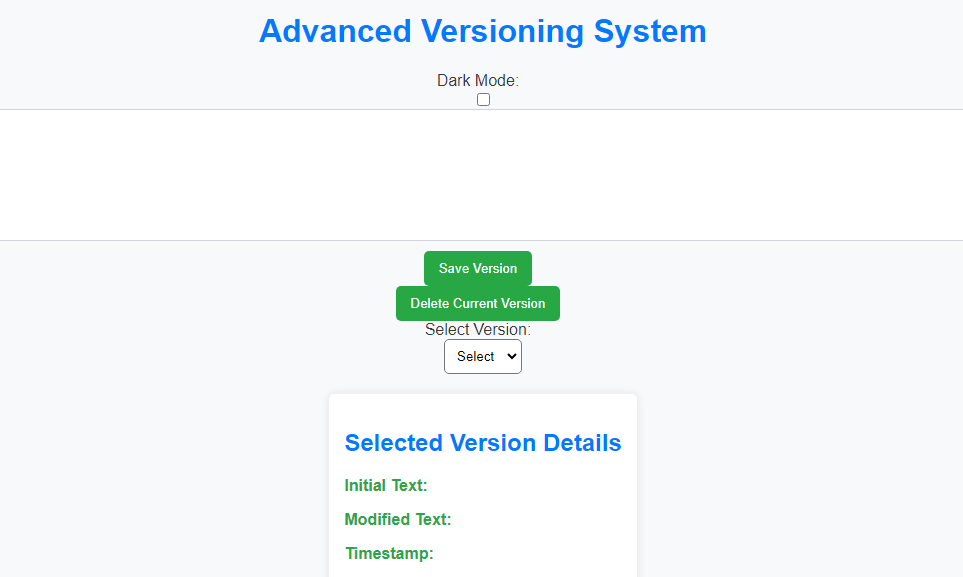 Advanced Versioning System
Dark Mode:
Save Version
Delete Current Version
Select Version:
Select
Selected Version Details
Initial Text:
Modified Text:
Timestamp: